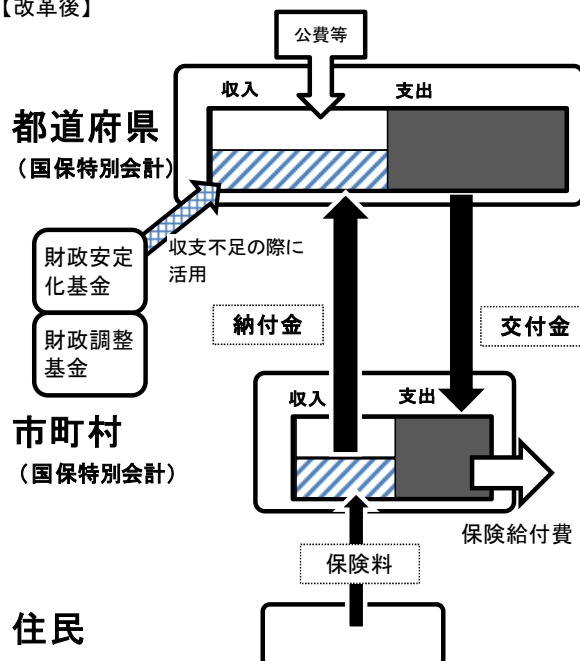 【改革後】
公費等
収入
支出
都道府県
（国保特別会計）
収支不足の際に
活用
財政安定
化基金
財政調整
基金
納付金
交付金
収入
支出
市町村
（国保特別会計）
保険給付費
保険料
住民